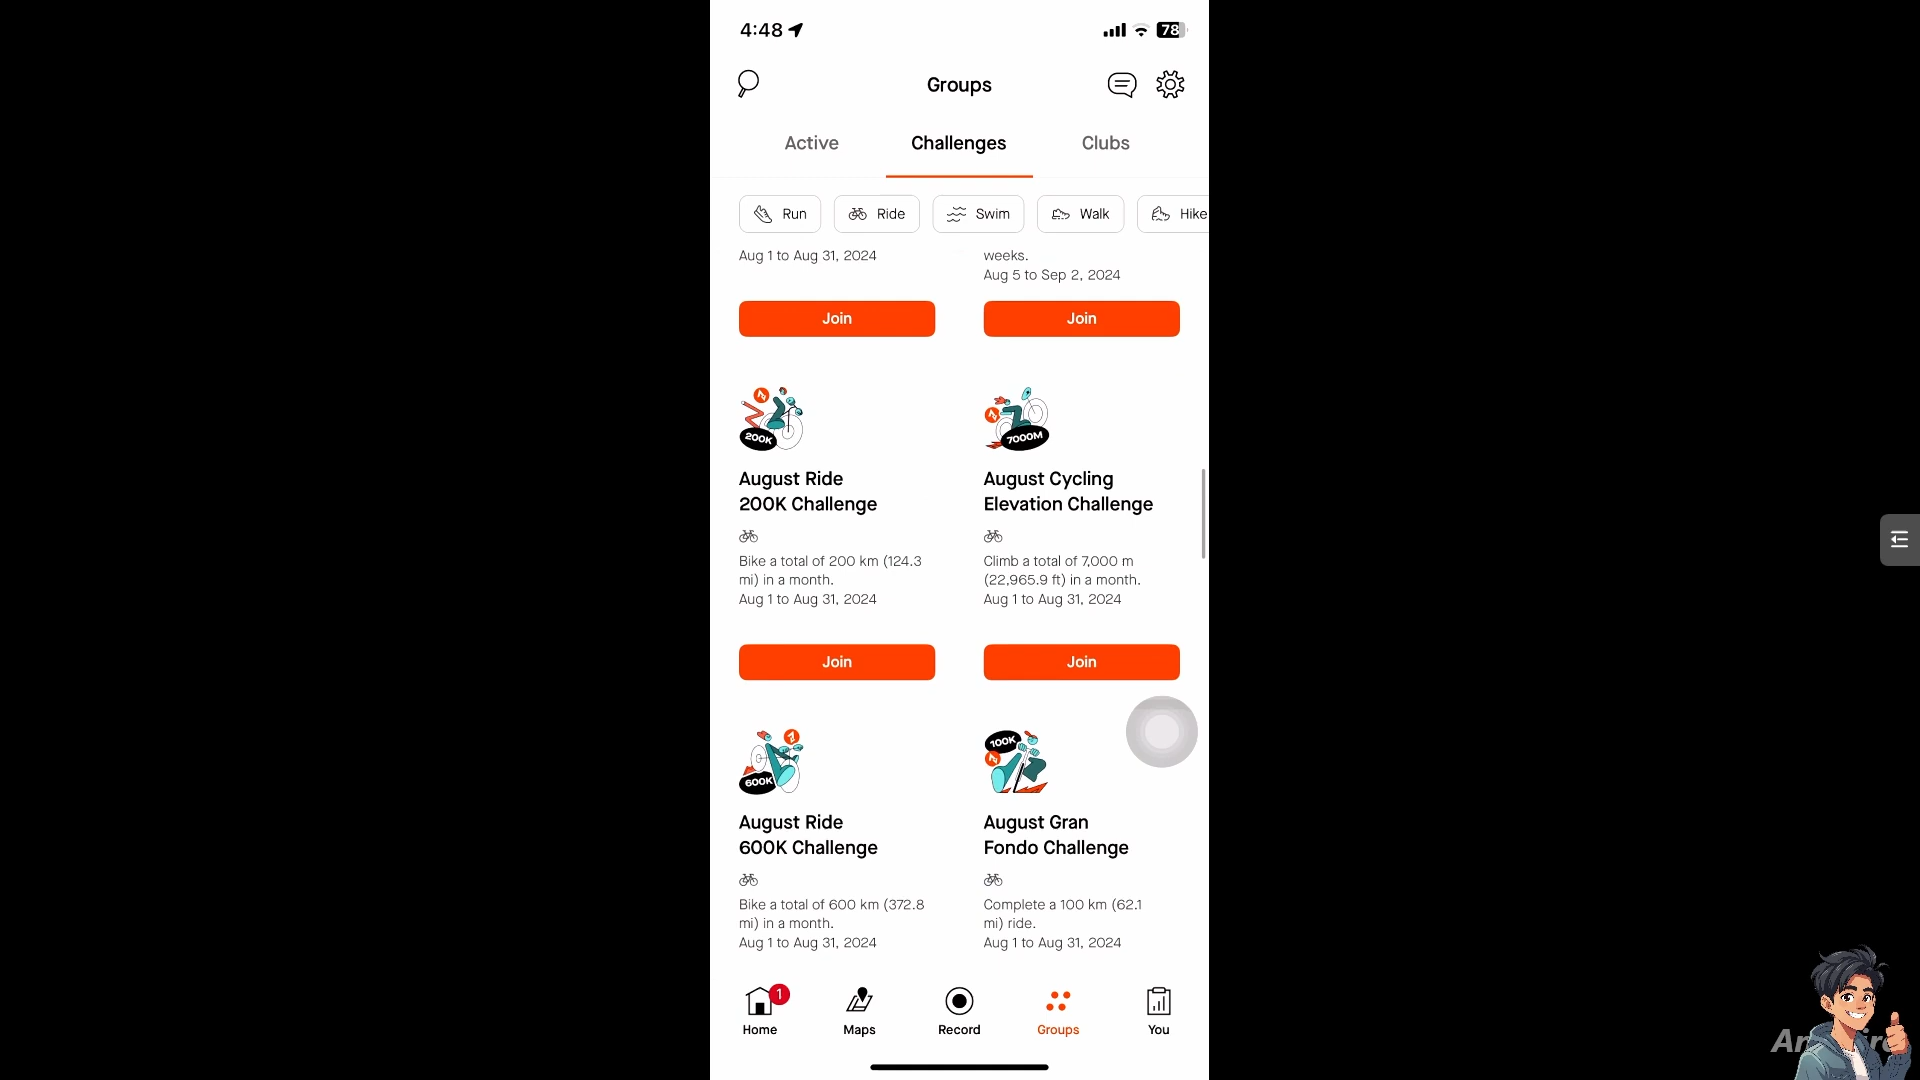 4:48
78
Groups
Active
Challenges
Clubs
Run
Ride
Swim
Walk
Hike
Aug 1 to Aug 31, 2024
weeks.
Aug 5 to Sep 2, 2024
Join
Join
200K
7000M
August Ride
200K Challenge
August Cycling
Elevation Challenge
Bike a total of 200 km (124.3
mi) in a month.
Aug 1 to Aug 31, 2024
Climb a total of 7,000 m
(22,965.9 ft) in a month.
Aug 1 to Aug 31, 2024
Join
Join
600K
100K
August Ride
600K Challenge
August Gran
Fondo Challenge
Bike a total of 600 km (372.8
mi) in a month.
Aug 1 to Aug 31, 2024
Complete a 100 km (62.1
mi) ride.
Aug 1 to Aug 31, 2024
1
Home
Maps
Record
Groups
You